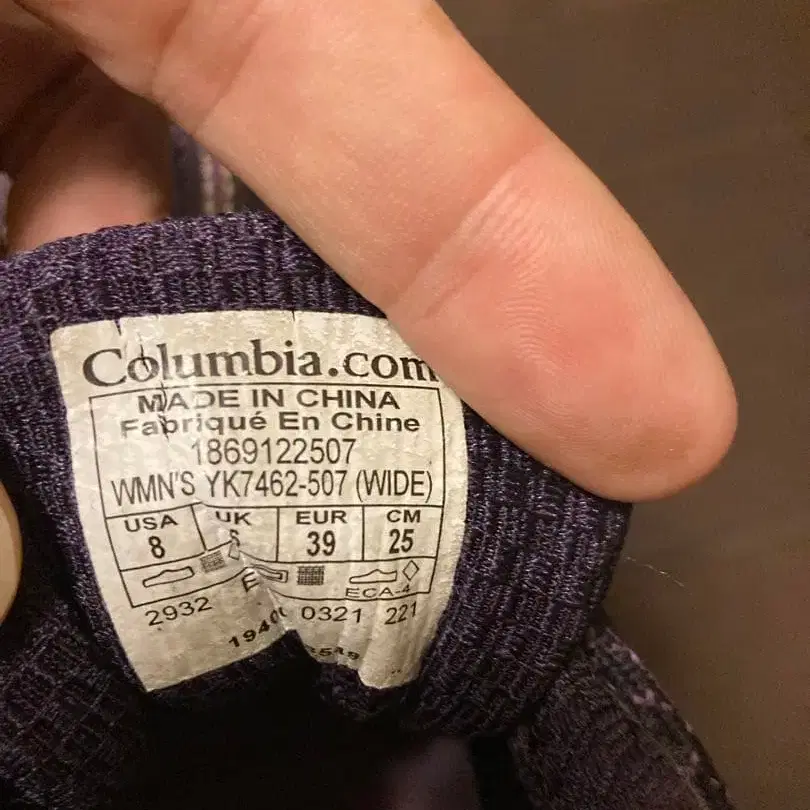 Columbia.com
MADE IN CHINA
Fabriqué En Chine
1869122507
WMN'S YK7462-507 (WIDE)
USA UK EUR CM
8 6 39 25
ECA-4
2932 0321 221